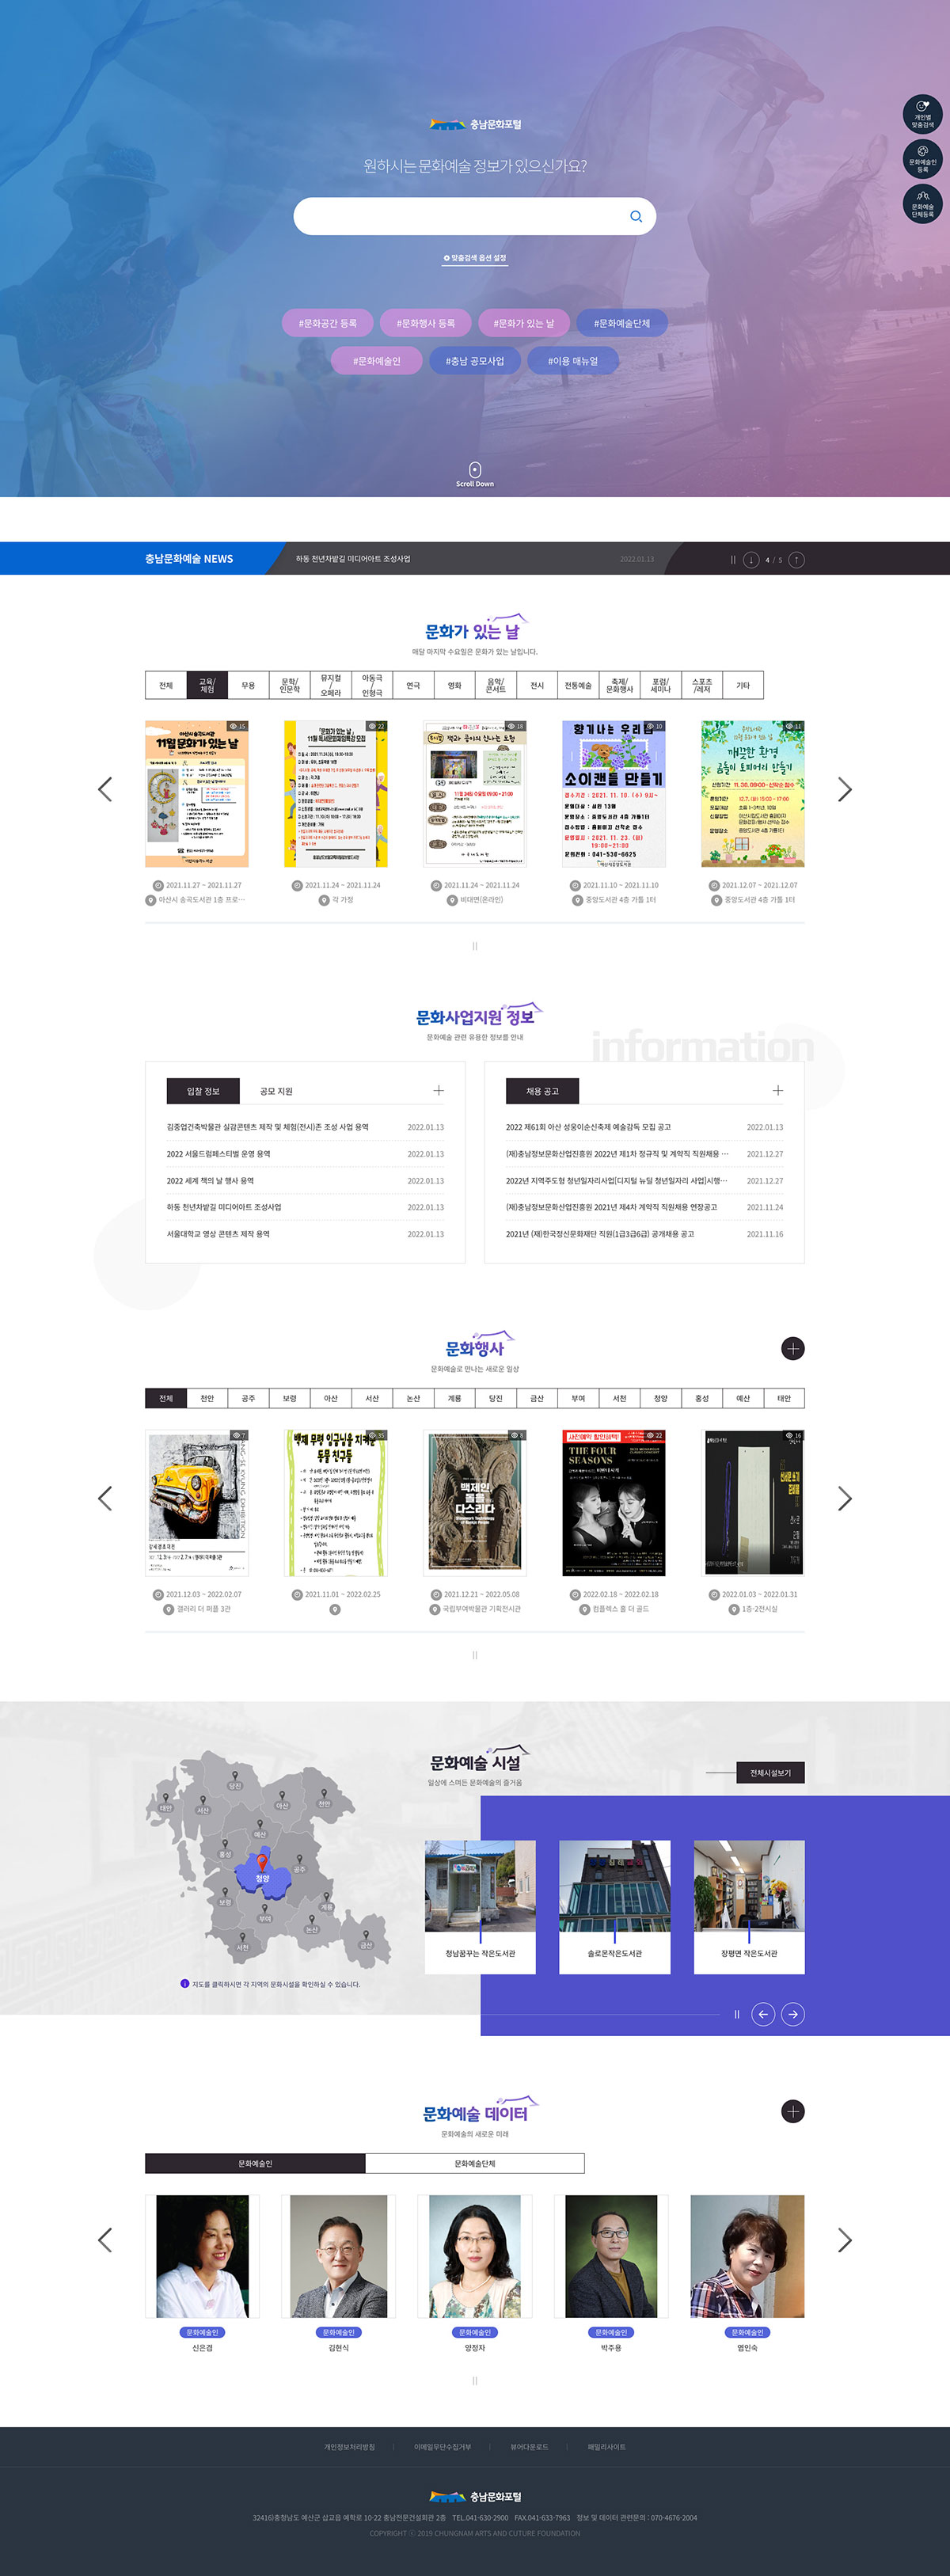 충남문화포털
원하시는 문화예술 정보가 있으신가요?
맞춤검색 옵션 설정
#문화공간 등록
#문화행사 등록
#문화가 있는 날
#문화예술단체
#문화예술인
#충남 공모사업
#이용 매뉴얼
Scroll Down
개인별
맞춤검색
문화예술인
등록
문화예술
단체등록
충남문화예술 NEWS
하동 천년차밭길 미디어아트 조성사업
2022.01.13
4 / 5
문화가 있는 날
매달 마지막 수요일은 문화가 있는 날입니다.
전체
교육/
체험
무용
문학/
인문학
뮤지컬
/
오페라
아동극
/
인형극
연극
영화
음악/
콘서트
전시
전통예술
축제/
문화행사
포럼/
세미나
스포츠
/레저
기타
15
11월 문화가 있는 날
2021.11.27 ~ 2021.11.27
아산시 송곡도서관 1층 프로…
22
「문화가 있는 날」
2021.11.24 ~ 2021.11.24
각 가정
18
2021.11.24 ~ 2021.11.24
비대면(온라인)
10
향기나는 우리집
소이캔들 만들기
2021.11.10 ~ 2021.11.10
중앙도서관 4층 가톨 1터
11
깨끗한 환경
2021.12.07 ~ 2021.12.07
중앙도서관 4층 가톨 1터
문화사업지원 정보
문화예술 관련 유용한 정보를 안내
information
입찰 정보
공모 지원
김중업건축박물관 실감콘텐츠 제작 및 체험(전시)존 조성 사업 용역 2022.01.13
2022 서울드럼페스티벌 운영 용역 2022.01.13
2022 세계 책의 날 행사 용역 2022.01.13
하동 천년차밭길 미디어아트 조성사업 2022.01.13
서울대학교 영상 콘텐츠 제작 용역 2022.01.13
채용 공고
2022 제61회 아산 성웅이순신축제 예술감독 모집 공고 2022.01.13
(재)충남정보문화산업진흥원 2022년 제1차 정규직 및 계약직 직원채용 … 2021.12.27
2022년 지역주도형 청년일자리사업[디지털 뉴딜 청년일자리 사업]시행… 2021.12.27
(재)충남정보문화산업진흥원 2021년 제4차 계약직 직원채용 연장공고 2021.11.24
2021년 (재)한국정신문화재단 직원(1급3급6급) 공개채용 공고 2021.11.16
문화행사
문화예술로 만나는 새로운 일상
전체
천안
공주
보령
아산
서산
논산
계룡
당진
금산
부여
서천
청양
홍성
예산
태안
7
2021.12.03 ~ 2022.02.07
갤러리 더 퍼플 3관
35
동물 친구들
2021.11.01 ~ 2022.02.25
8
백제인
돌을
다스리다
2021.12.21 ~ 2022.05.08
국립부여박물관 기획전시관
22
사전예약 할인혜택!
THE FOUR
SEASONS
2022.02.18 ~ 2022.02.18
컴플렉스 홀 더 골드
16
2022.01.03 ~ 2022.01.31
1층-2전시실
문화예술 시설
일상에 스며든 문화예술의 즐거움
전체시설보기
당진
태안
서산
아산
천안
예산
홍성
공주
청양
보령
계룡
부여
논산
서천
금산
지도를 클릭하시면 각 지역의 문화시설을 확인하실 수 있습니다.
청남꿈꾸는 작은도서관
솔로몬작은도서관
장평면 작은도서관
문화예술 데이터
문화예술의 새로운 미래
문화예술인
문화예술단체
문화예술인
신은겸
문화예술인
김현식
문화예술인
양정자
문화예술인
박주용
문화예술인
염인숙
개인정보처리방침
이메일무단수집거부
뷰어다운로드
패밀리사이트
충남문화포털
32416)충청남도 예산군 삽교읍 예학로 10-22 충남전문건설회관 2층 TEL.041-630-2900 FAX.041-633-7963 정보 및 데이터 관련문의 : 070-4676-2004
COPYRIGHT ⓒ 2019 CHUNGNAM ARTS AND CUTURE FOUNDATION